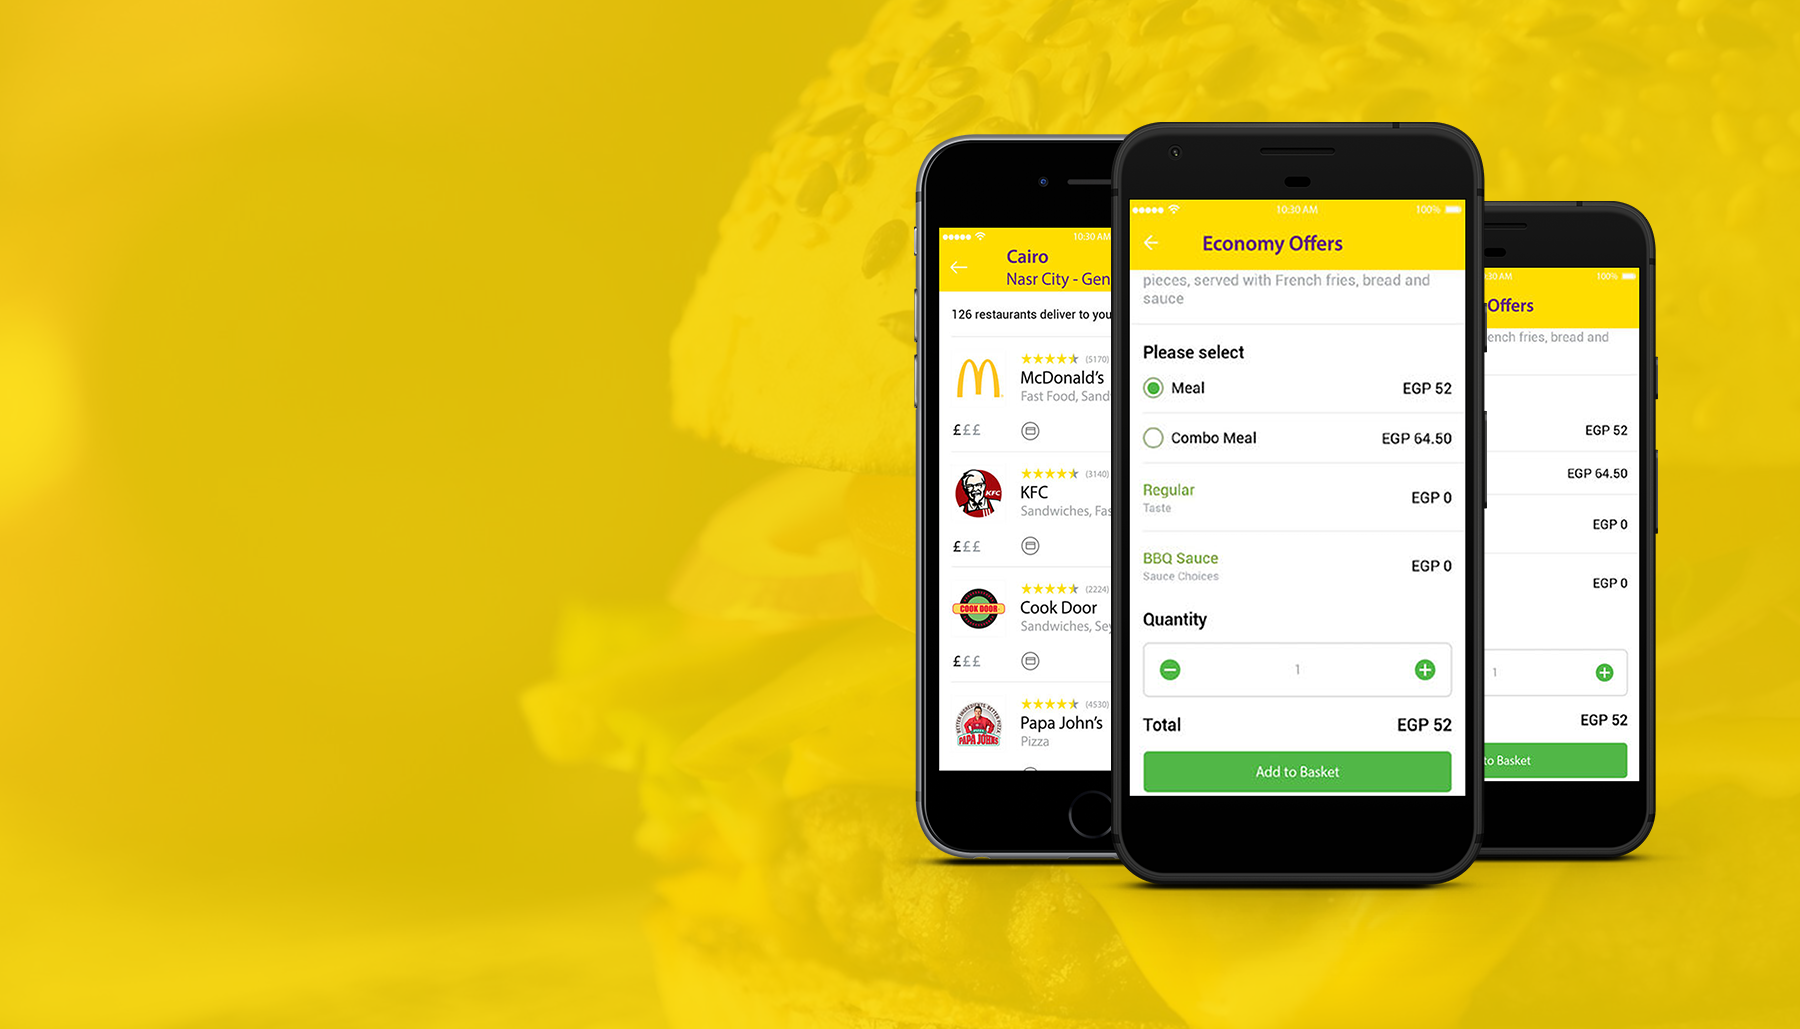 10:30 AM
Cairo
Nasr City - Gen
126 restaurants deliver to you
(5170)
McDonald's
Fast Food, Sand
£££
(3140)
KFC
KFC
Sandwiches, Fas
£££
(2224)
COOK DOOR
Cook Door
Sandwiches, Sey
£££
(4530)
BETTER INGREDIENTS BETTER PIZZA
PAPA JOHNS
Papa John's
Pizza
10:30 AM 100%
Economy Offers
pieces, served with French fries, bread and
sauce
Please select
Meal EGP 52
Combo Meal EGP 64.50
Regular EGP 0
Taste
BBQ Sauce EGP 0
Sauce Choices
Quantity
1
Total EGP 52
Add to Basket
:30 AM 100%
Offers
ench fries, bread and
EGP 52
EGP 64.50
EGP 0
EGP 0
1
EGP 52
to Basket